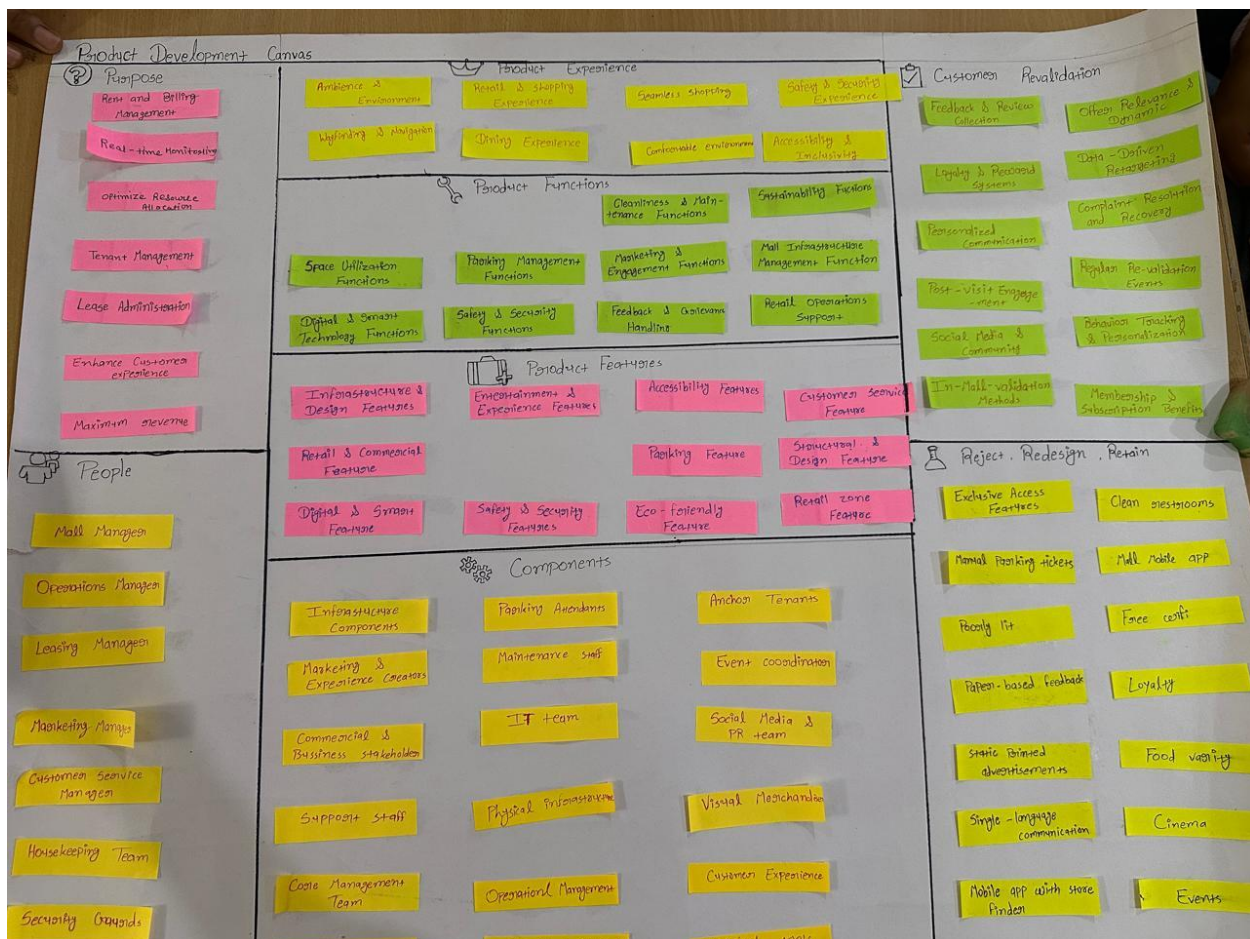 Product Development Canvas
Purpose
Rent and Billing
Management
Real-time Monitoring
Optimize Resource
Allocation
Tenant Management
Lease Administration
Enhance Customer
experience
Maximum revenue
People
Mall Manager
Operations Manager
Leasing Manager
Marketing Manager
Customer Service
Manager
Housekeeping Team
Security Guards
Product Experience
Ambience &
Environment
Retail & shopping
Experience
Seamless shopping
Safety & Security
Experience
Wayfinding & Navigation
Dining Experience
Comfortable environment
Accessibility &
Inclusivity
Product Functions
Cleanliness & Main-
tenance Functions
Sustainability Fuctions
Space Utilization
Functions
Parking Management
Functions
Marketing &
Engagement Functions
Mall Infrastructure
Management Function
Digital & Smart
Technology Functions
Safety & Security
Functions
Feedback & Grievance
Handling
Retail Operations
Support
Product Features
Infrastructure &
Design Features
Entertainment &
Experience Features
Accessibility Features
Customer Service
Feature
Retail & Commercial
Feature
Parking Feature
Structural &
Design Feature
Digital & Smart
Feature
Safety & Security
Features
Eco-friendly
Feature
Retail zone
Feature
Components
Infrastucture
Components
Parking Attendants
Anchor Tenants
Marketing &
Experience Creators
Maintenance staff
Event coordinator
Commercial &
Bussiness stakeholder
IT team
Social Media &
PR team
Support staff
Physical infrastructure
Visual Merchandiser
Core Management
Team
Operationl Management
Customer Experience
Customer Revalidation
Feedback & Review
Collection
Offer Relevance &
Dynamic
Loyalty & Reward
Systems
Data-Driven
Retargeting
Personalized
Communication
Complaint Resolution
and Recovery
Post-visit Engage
-ment
Regular Re-validation
Events
Social Media &
Community
Behavior Tracking
& Personalization
In-Mall-validation
Methods
Membership &
Subscription Benefits
Reject, Redesign, Retain
Exclusive Access
Features
Clean restrooms
Manual Parking tickets
Mall Mobile app
Poorly lit
Free wifi
Paper-based feedback
Loyalty
Static Printed
advertisements
Food varity
Single-language
communication
Cinema
Mobile app with store
finder
Events